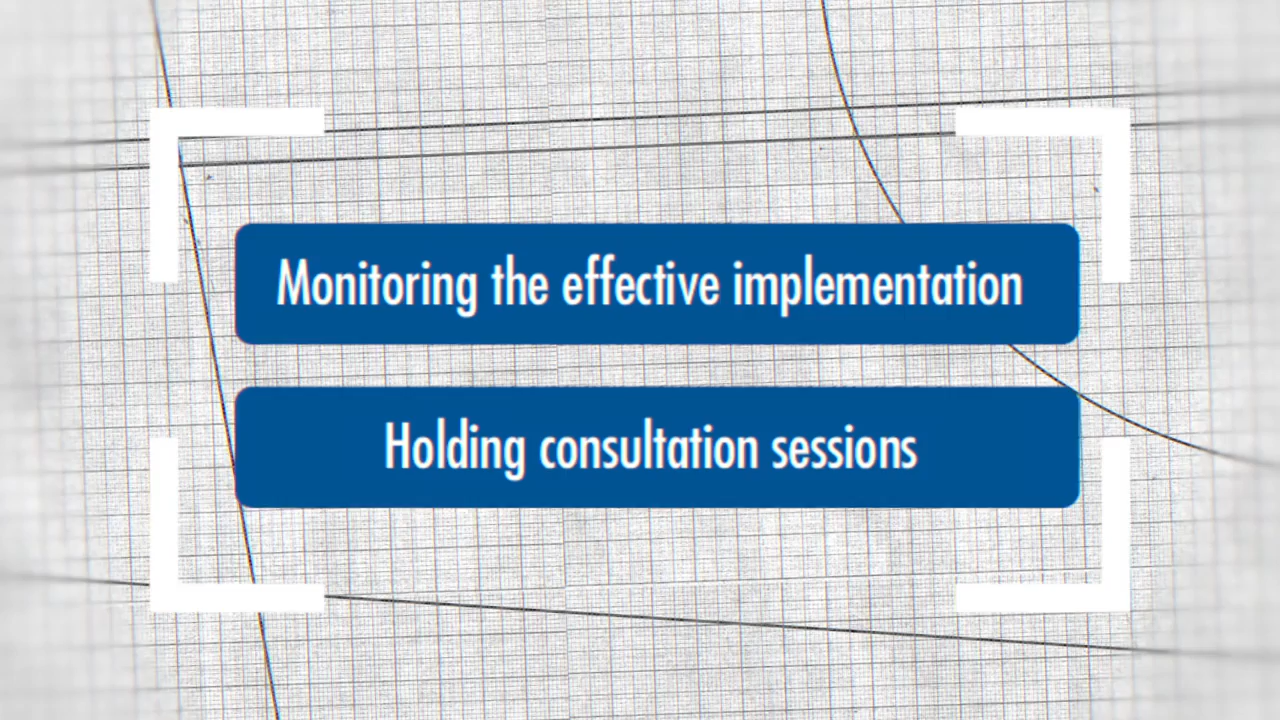 Monitoring the effective implementation
Holding consultation sessions